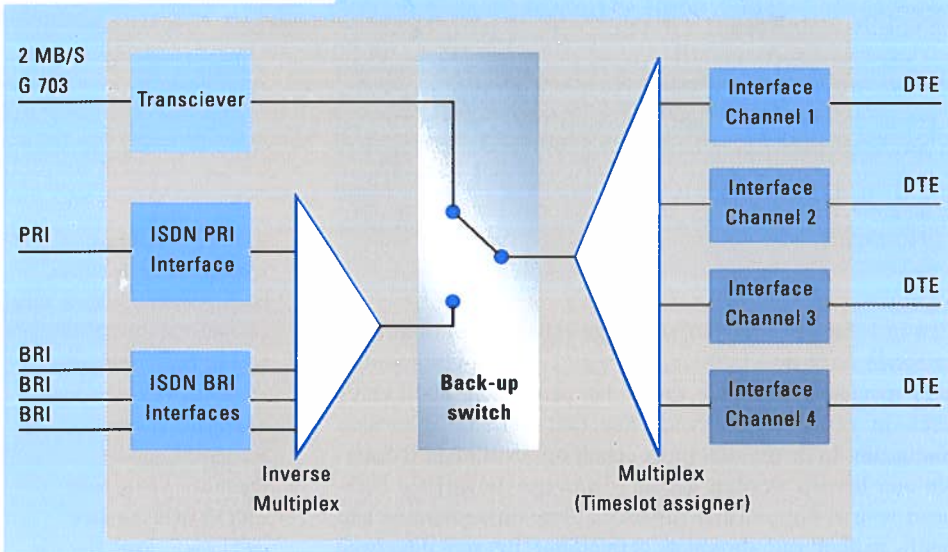 2 MB/S
G 703
Transciever
PRI
ISDN PRI
Interface
BRI
BRI
BRI
ISDN BRI
Interfaces
Inverse
Multiplex
Back-up
switch
Multiplex
(Timeslot assigner)
Interface
Channel 1
DTE
Interface
Channel 2
DTE
Interface
Channel 3
DTE
Interface
Channel 4
DTE